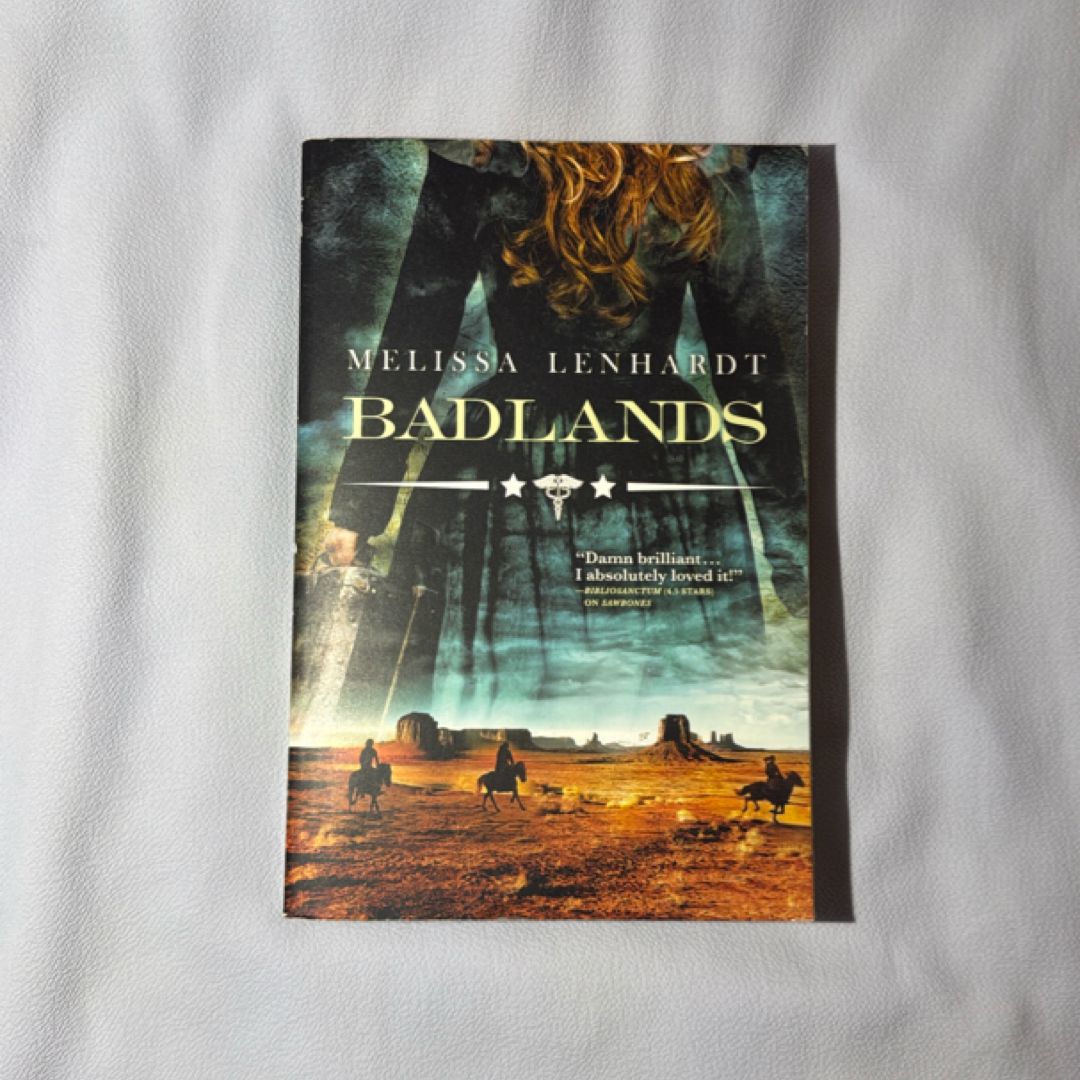 MELISSA LENHARDT
BADLANDS
“Damn brilliant...
I absolutely loved it!”
—BIBLIOSANCTUM (4.5 STARS)
ON SAWBONES